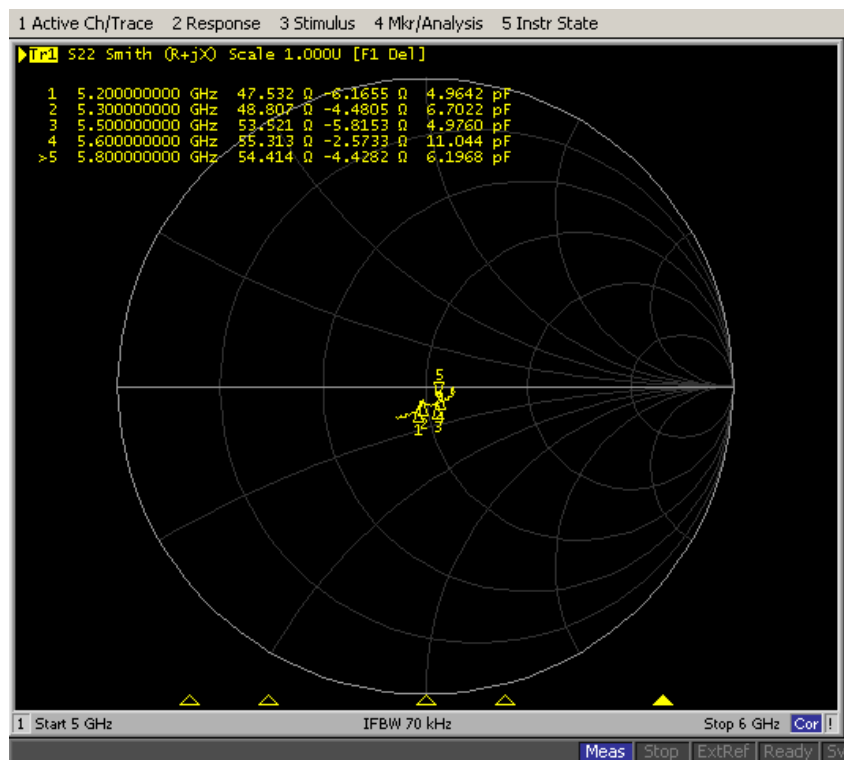 1 Active Ch/Trace 2 Response 3 Stimulus 4 Mkr/Analysis 5 Instr State
Tr1 S22 Smith (R+jX) Scale 1.000U [F1 Del]
1 5.200000000 GHz 47.532 Ω -6.1655 Ω 4.9642 pF
2 5.300000000 GHz 48.807 Ω -4.4805 Ω 6.7022 pF
3 5.500000000 GHz 53.521 Ω -5.8153 Ω 4.9760 pF
4 5.600000000 GHz 55.313 Ω -2.5733 Ω 11.044 pF
>5 5.800000000 GHz 54.414 Ω -4.4282 Ω 6.1968 pF
5
1 2 3
1 Start 5 GHz IFBW 70 kHz Stop 6 GHz Cor !
Meas Stop ExtRef Ready Sv